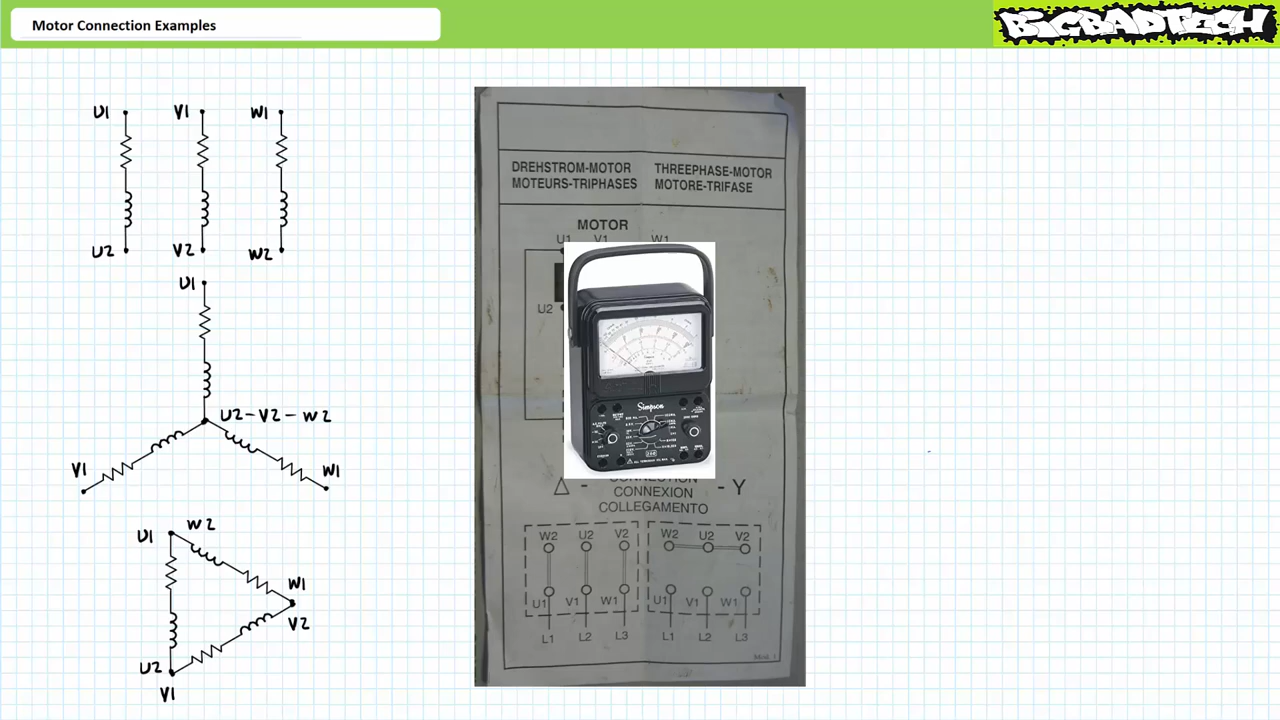 Motor Connection Examples
BIGBADTECH
U1 V1 W1
U2 V2 W2
U1
U2-V2-W2
V1 W1
U1 W2
W1
V2
U2
V1
DREHSTROM-MOTOR THREEPHASE-MOTOR
MOTEURS-TRIPHASES MOTORE-TRIFASE
MOTOR
U1 V1 W1
U2
Simpson
Δ - CONNECTION - Y
CONNEXION
COLLEGAMENTO
W2 U2 V2 W2 U2 V2
U1 V1 W1 U1 V1 W1
L1 L2 L3 L1 L2 L3